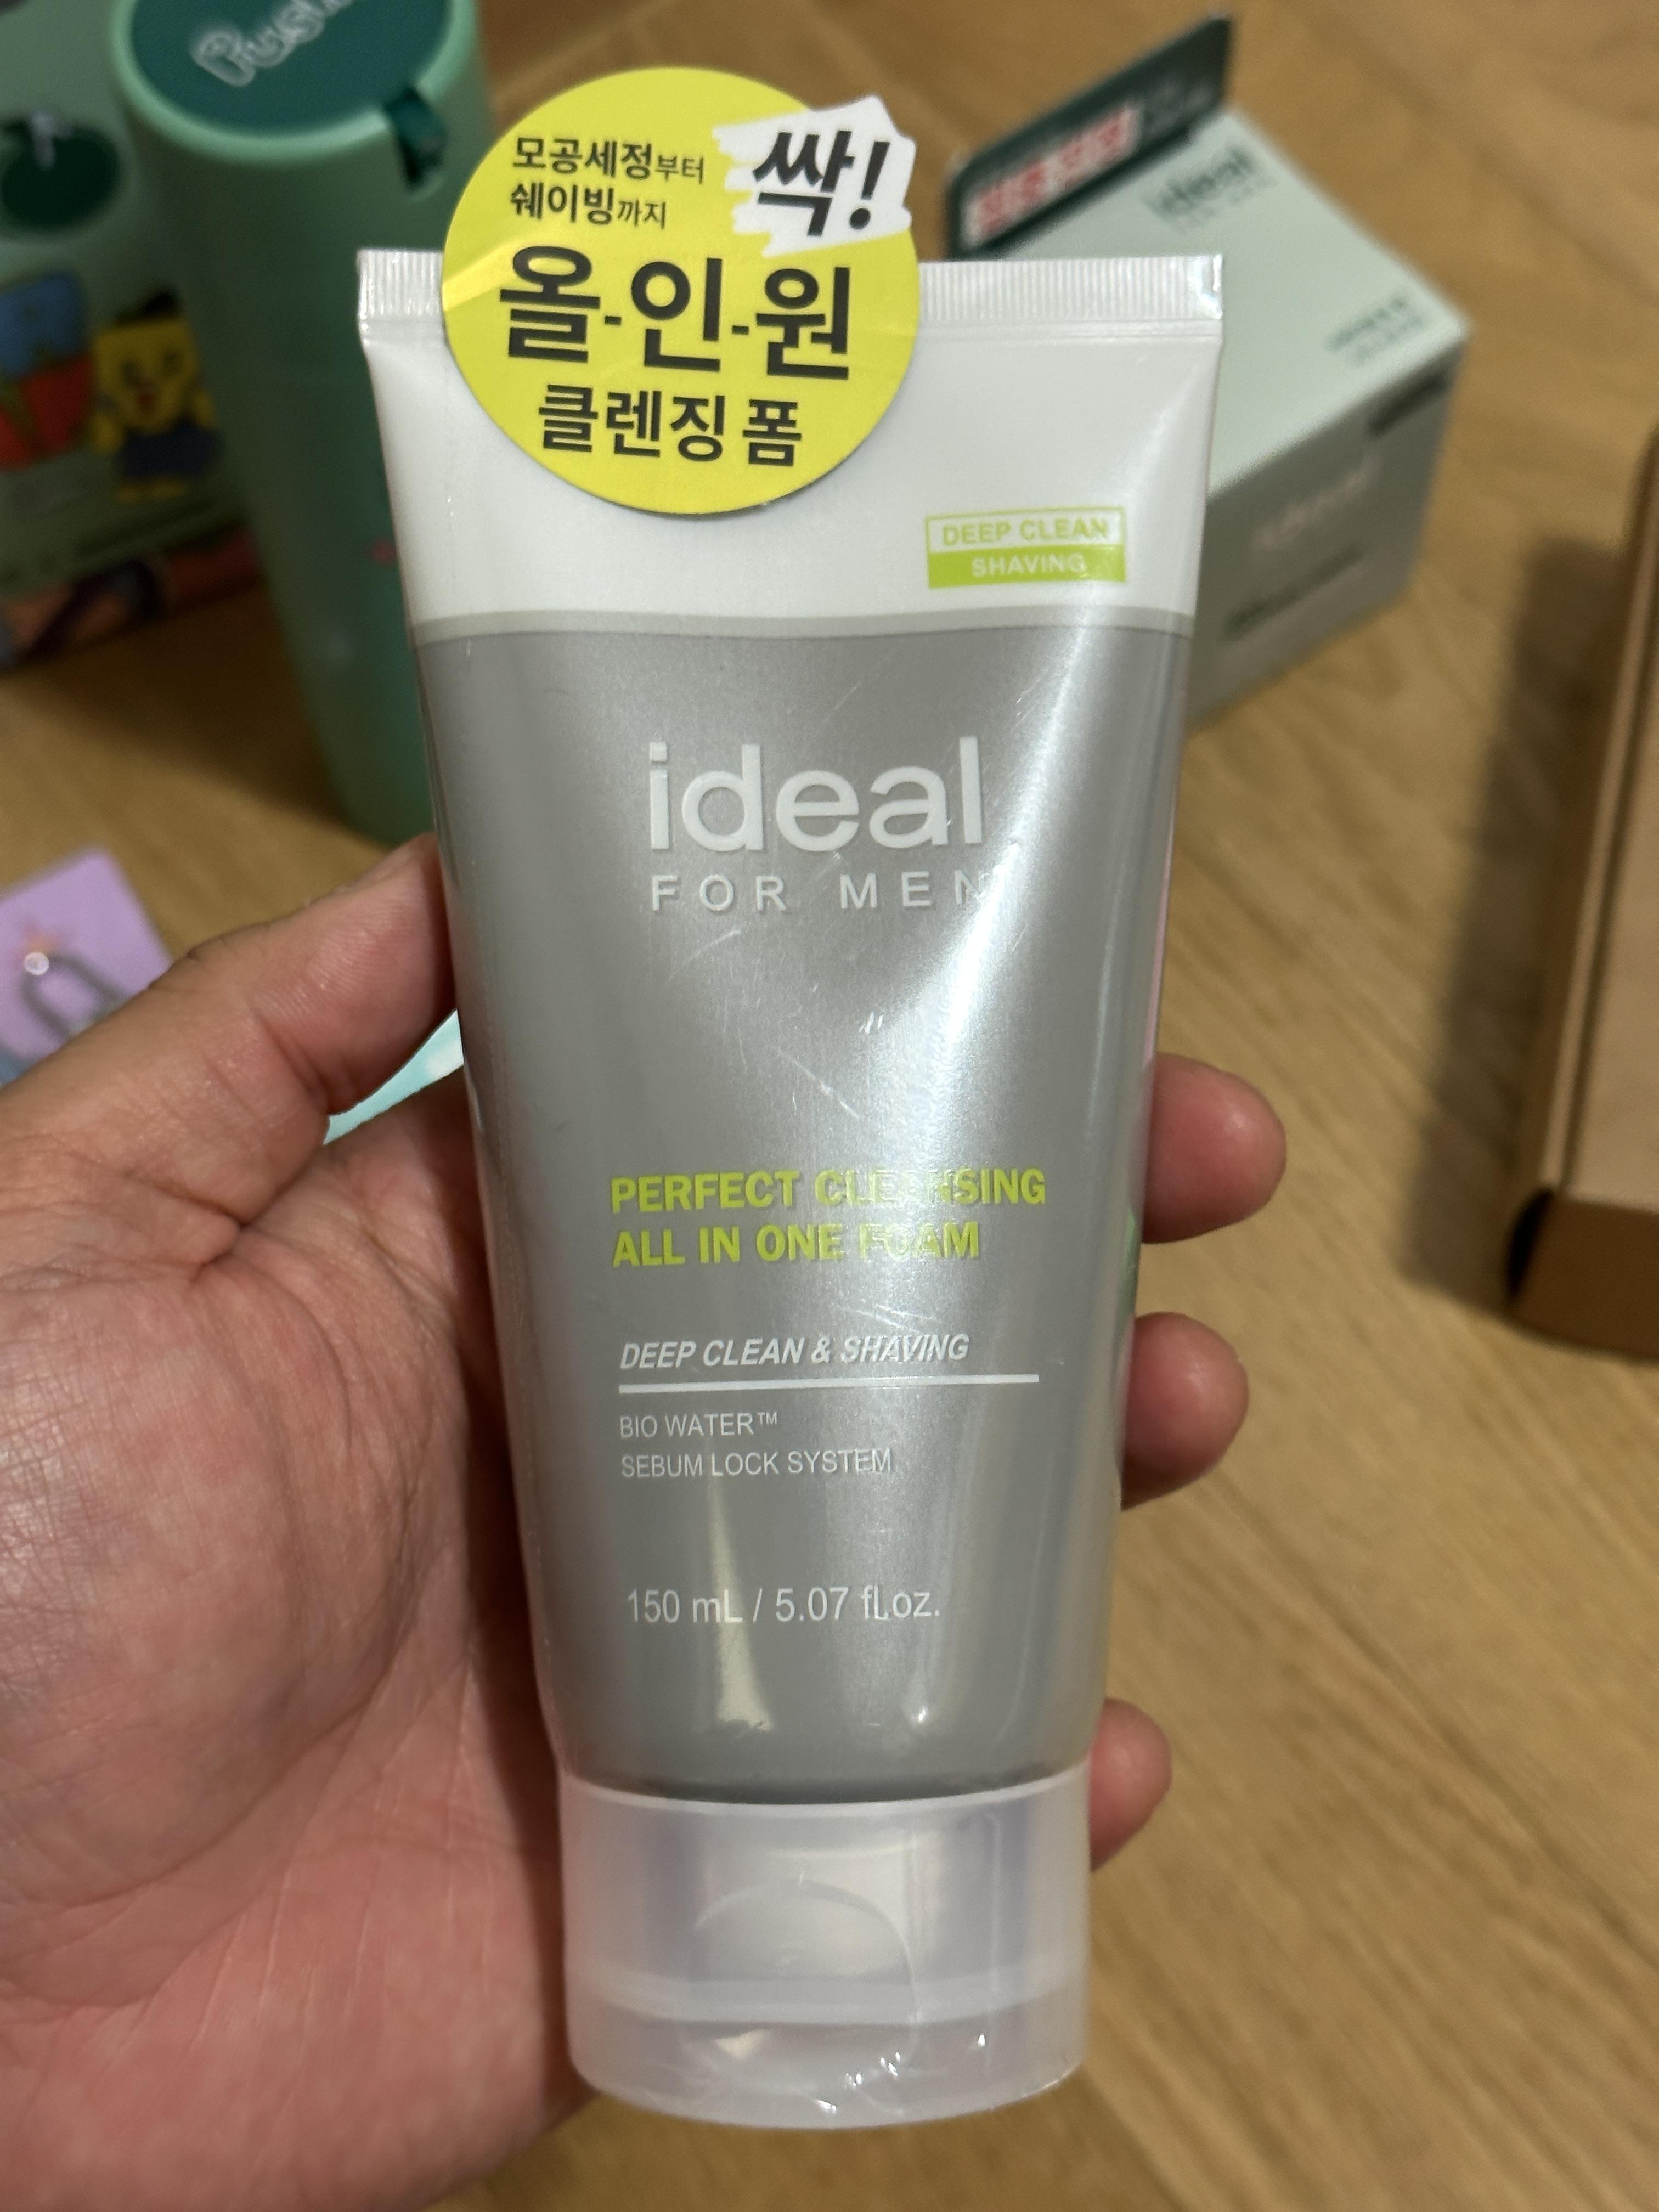 모공세정부터
쉐이빙까지
싹!
올-인-원
클렌징 폼
DEEP CLEAN
SHAVING
ideal
FOR MEN
PERFECT CLEANSING
ALL IN ONE FOAM
DEEP CLEAN & SHAVING
BIO WATER™
SEBUM LOCK SYSTEM
150 mL / 5.07 fl.oz.
ideal
ideal